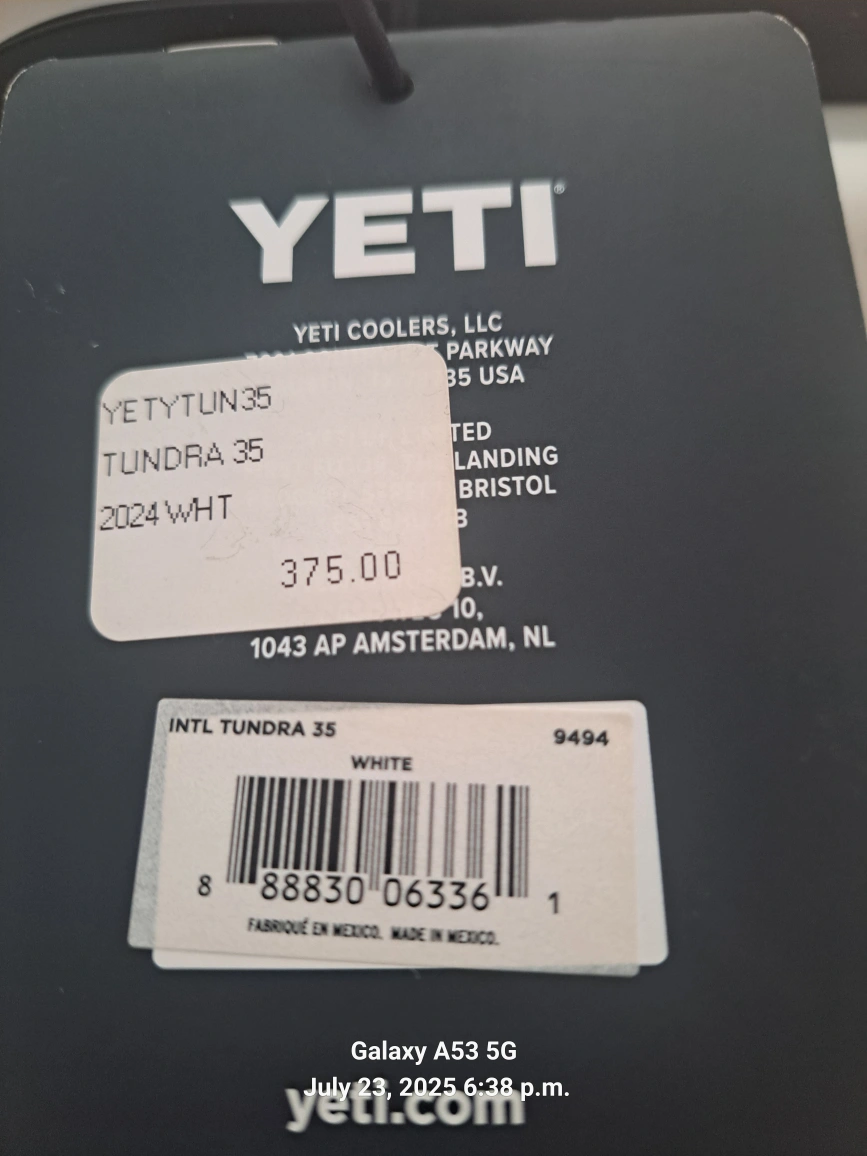 YETI®
YETI COOLERS, LLC
PARKWAY
35 USA
YETYTUN35
TUNDRA 35
2024 WHT
375.00
TED
LANDING
BRISTOL
B
B.V.
10,
1043 AP AMSTERDAM, NL
INTL TUNDRA 35
9494
WHITE
8 88830 06336 1
FABRIQUÉ EN MEXICO. MADE IN MEXICO.
Galaxy A53 5G
July 23, 2025 6:38 p.m.
yeti.com